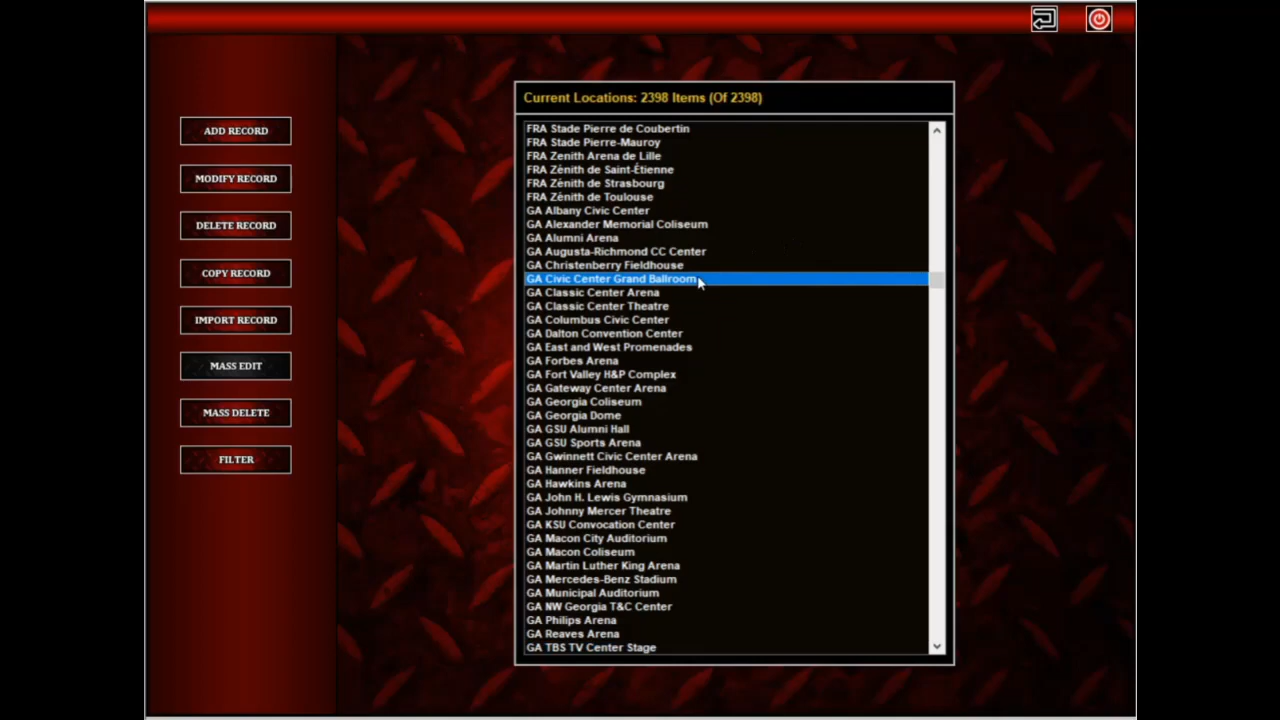 ADD RECORD
MODIFY RECORD
DELETE RECORD
COPY RECORD
IMPORT RECORD
MASS EDIT
MASS DELETE
FILTER
Current Locations: 2398 Items (Of 2398)
FRA Stade Pierre de Coubertin
FRA Stade Pierre-Mauroy
FRA Zenith Arena de Lille
FRA Zénith de Saint-Étienne
FRA Zénith de Strasbourg
FRA Zénith de Toulouse
GA Albany Civic Center
GA Alexander Memorial Coliseum
GA Alumni Arena
GA Augusta-Richmond CC Center
GA Christenberry Fieldhouse
GA Civic Center Grand Ballroom
GA Classic Center Arena
GA Classic Center Theatre
GA Columbus Civic Center
GA Dalton Convention Center
GA East and West Promenades
GA Forbes Arena
GA Fort Valley H&P Complex
GA Gateway Center Arena
GA Georgia Coliseum
GA Georgia Dome
GA GSU Alumni Hall
GA GSU Sports Arena
GA Gwinnett Civic Center Arena
GA Hanner Fieldhouse
GA Hawkins Arena
GA John H. Lewis Gymnasium
GA Johnny Mercer Theatre
GA KSU Convocation Center
GA Macon City Auditorium
GA Macon Coliseum
GA Martin Luther King Arena
GA Mercedes-Benz Stadium
GA Municipal Auditorium
GA NW Georgia T&C Center
GA Philips Arena
GA Reaves Arena
GA TBS TV Center Stage